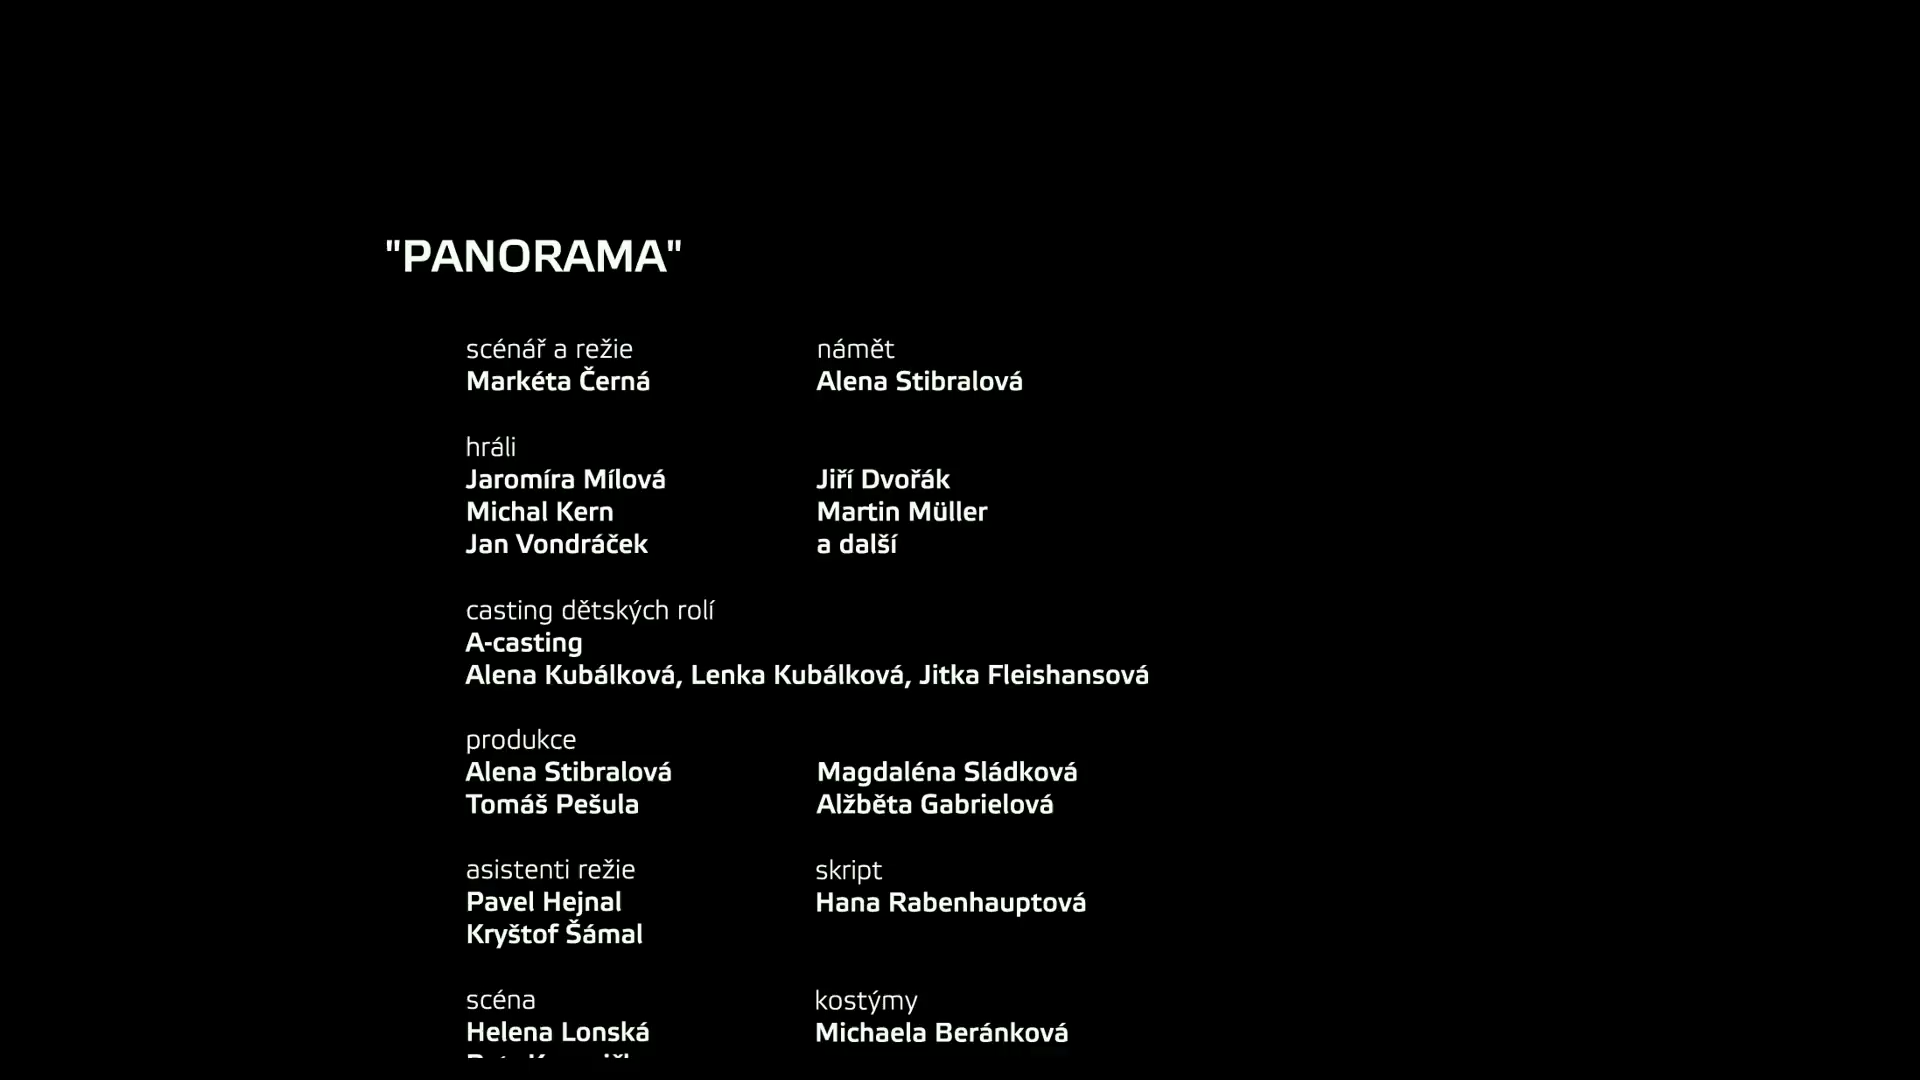 "PANORAMA"
scénář a režie
Markéta Černá
námět
Alena Stibralová
hráli
Jaromíra Mílová
Michal Kern
Jan Vondráček
Jiří Dvořák
Martin Müller
a další
casting dětských rolí
A-casting
Alena Kubálková, Lenka Kubálková, Jitka Fleishansová
produkce
Alena Stibralová
Tomáš Pešula
Magdaléna Sládková
Alžběta Gabrielová
asistenti režie
Pavel Hejnal
Kryštof Šámal
skript
Hana Rabenhauptová
scéna
Helena Lonská
kostýmy
Michaela Beránková